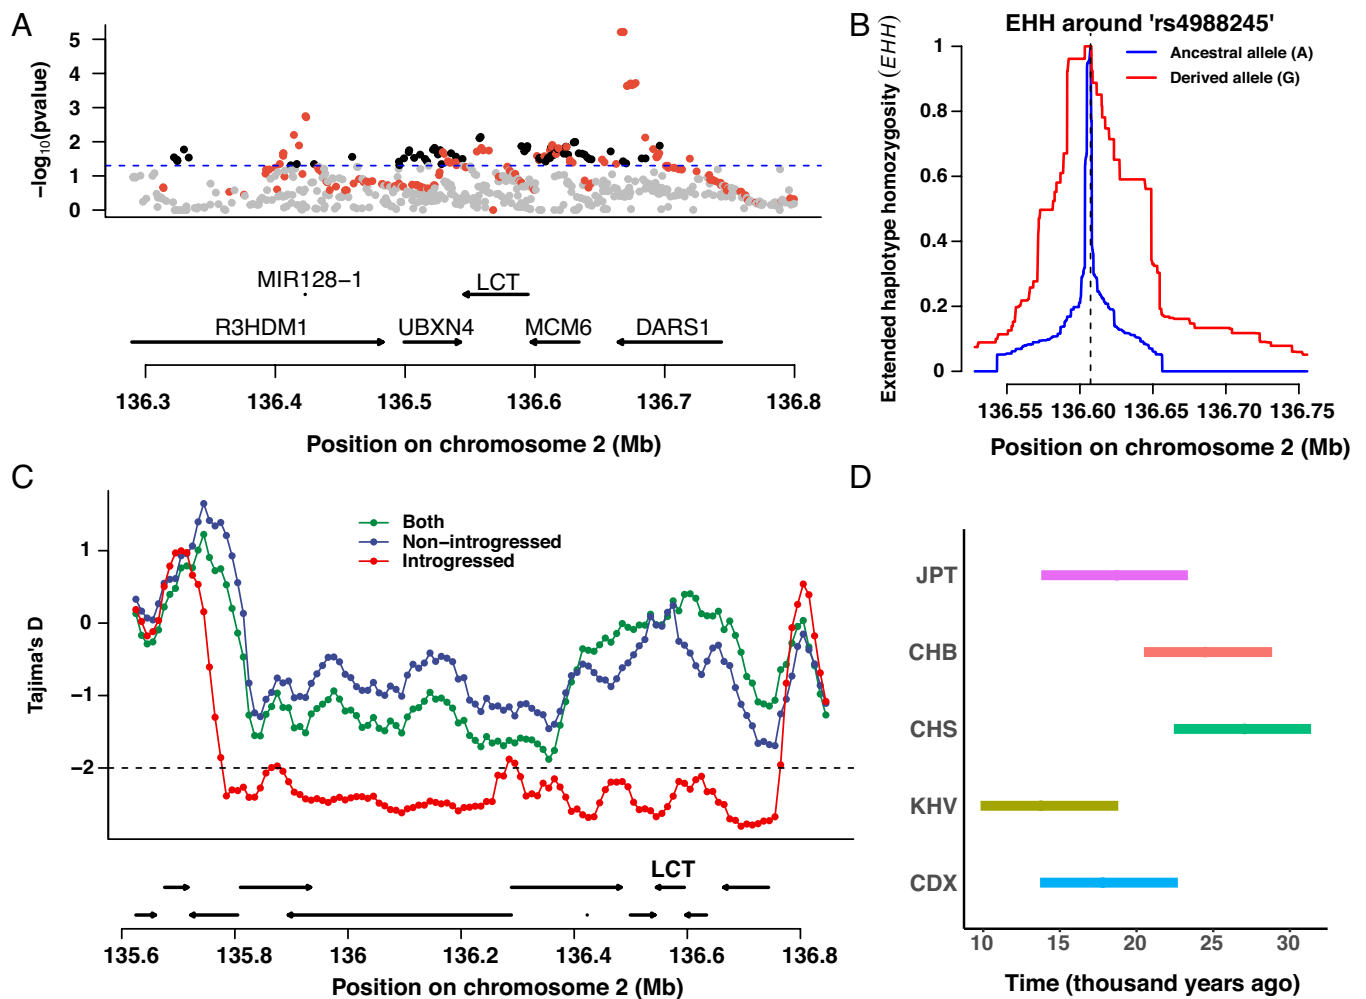 A
5
4
3
2
1
0
−log10(pvalue)
MIR128−1
LCT
R3HDM1
UBXN4
MCM6
DARS1
136.3
136.4
136.5
136.6
136.7
136.8
Position on chromosome 2 (Mb)
B
EHH around 'rs4988245'
Ancestral allele (A)
Derived allele (G)
1
0.8
0.6
0.4
0.2
0
Extended haplotype homozygosity (EHH)
136.55
136.60
136.65
136.70
136.75
Position on chromosome 2 (Mb)
C
Both
Non−introgressed
Introgressed
1
0
−1
−2
Tajima's D
LCT
135.6
135.8
136
136.2
136.4
136.6
136.8
Position on chromosome 2 (Mb)
D
JPT
CHB
CHS
KHV
CDX
10
15
20
25
30
Time (thousand years ago)